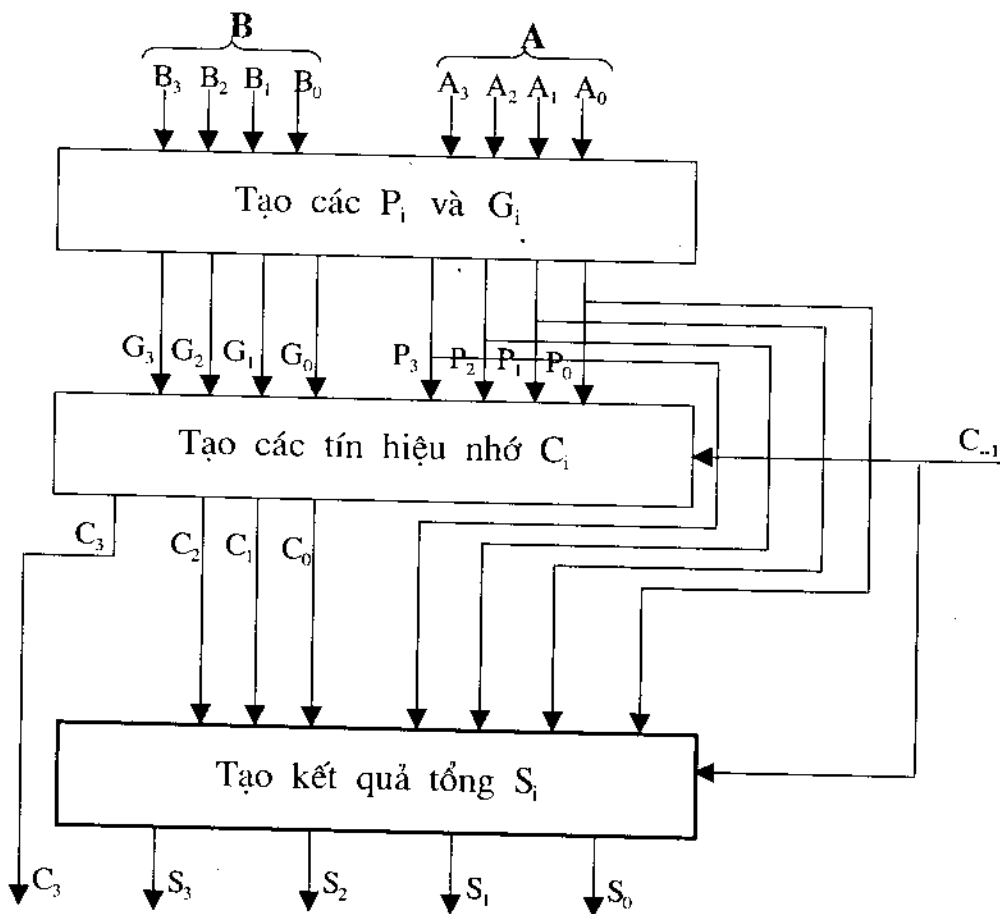 B A
B₃ B₂ B₁ B₀ A₃ A₂ A₁ A₀
Tạo các Pᵢ và Gᵢ
G₃ G₂ G₁ G₀ P₃ P₂ P₁ P₀
Tạo các tín hiệu nhớ Cᵢ
C₋₁
C₃ C₂ C₁ C₀
Tạo kết quả tổng Sᵢ
C₃ S₃ S₂ S₁ S₀